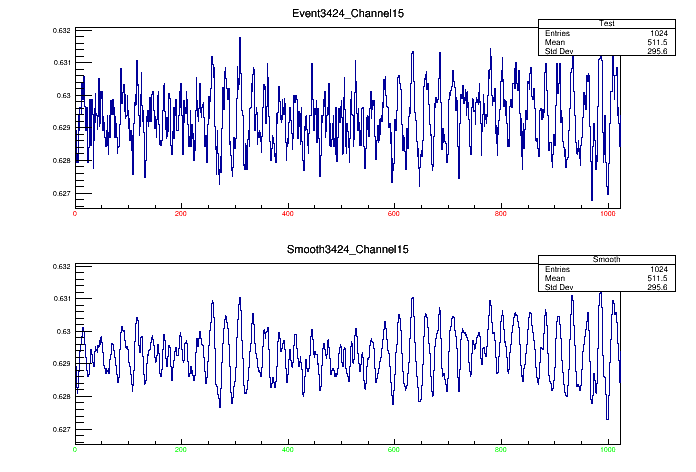 Event3424_Channel15
Test
Entries 1024
Mean 511.5
Std Dev 295.6
0.632
0.631
0.63
0.629
0.628
0.627
0 200 400 600 800 1000
Smooth3424_Channel15
Smooth
Entries 1024
Mean 511.5
Std Dev 295.6
0.632
0.631
0.63
0.629
0.628
0.627
0 200 400 600 800 1000